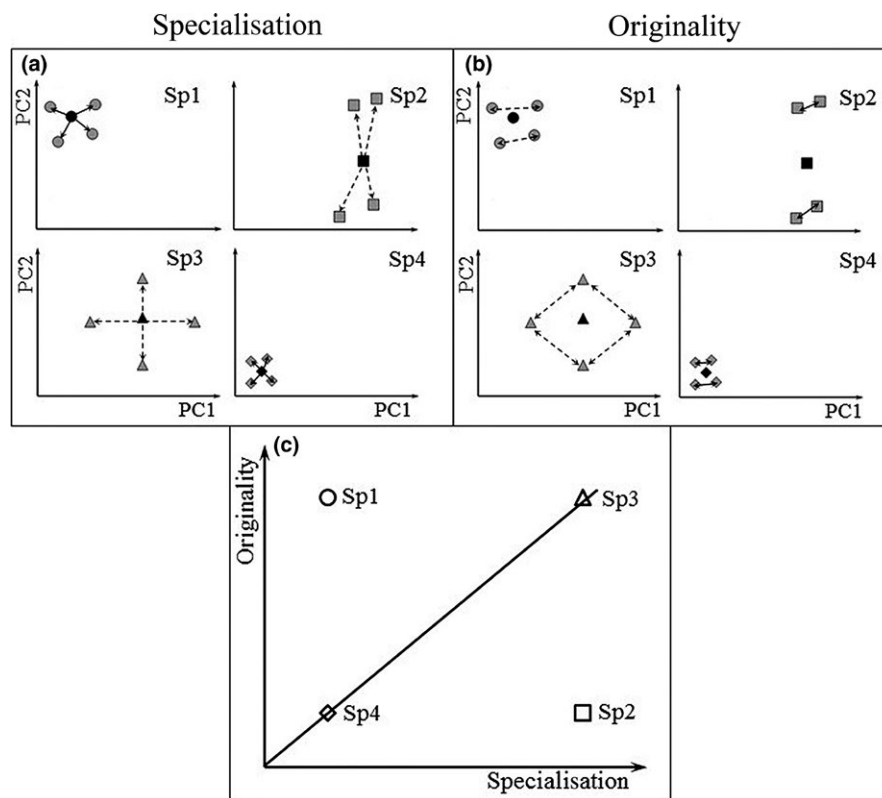 Specialisation
Originality
(a)
Sp1
Sp2
PC2
Sp3
Sp4
PC2
PC1
PC1
(b)
Sp1
Sp2
PC2
Sp3
Sp4
PC2
PC1
PC1
(c)
Originality
Sp1
Sp3
Sp4
Sp2
Specialisation